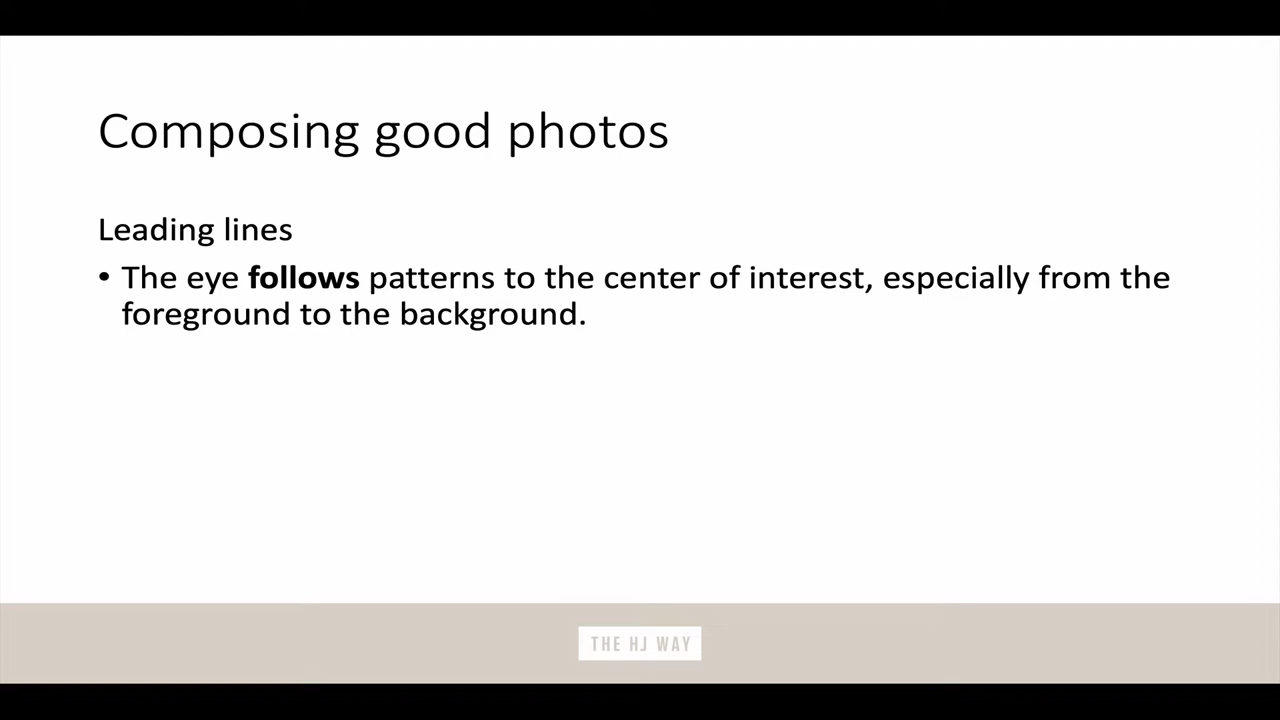 Composing good photos
Leading lines
• The eye follows patterns to the center of interest, especially from the
foreground to the background.
THE HJ WAY